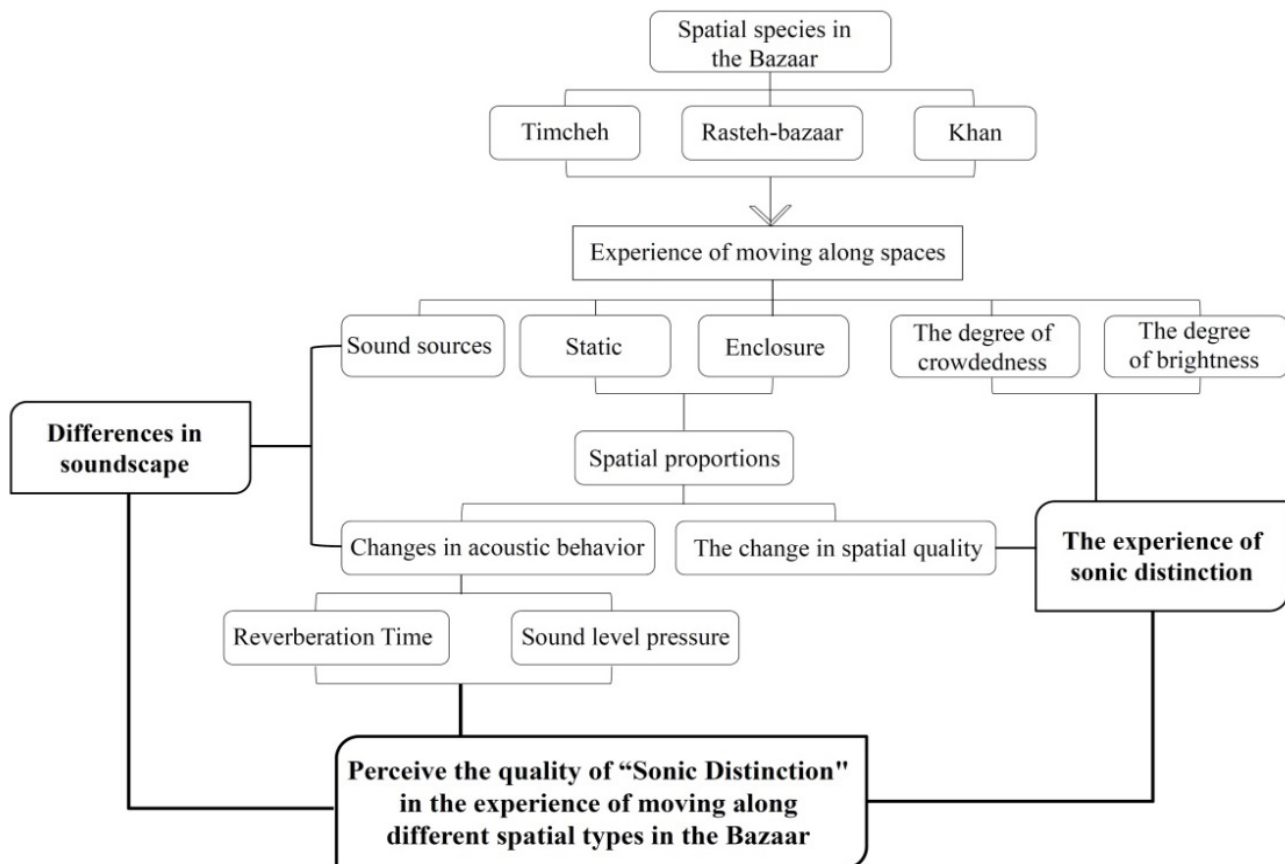 Spatial species in
the Bazaar
Timcheh
Rasteh-bazaar
Khan
Experience of moving along spaces
Sound sources
Static
Enclosure
The degree of
crowdedness
The degree
of brightness
Differences in
soundscape
Spatial proportions
Changes in acoustic behavior
The change in spatial quality
The experience of
sonic distinction
Reverberation Time
Sound level pressure
Perceive the quality of “Sonic Distinction"
in the experience of moving along
different spatial types in the Bazaar